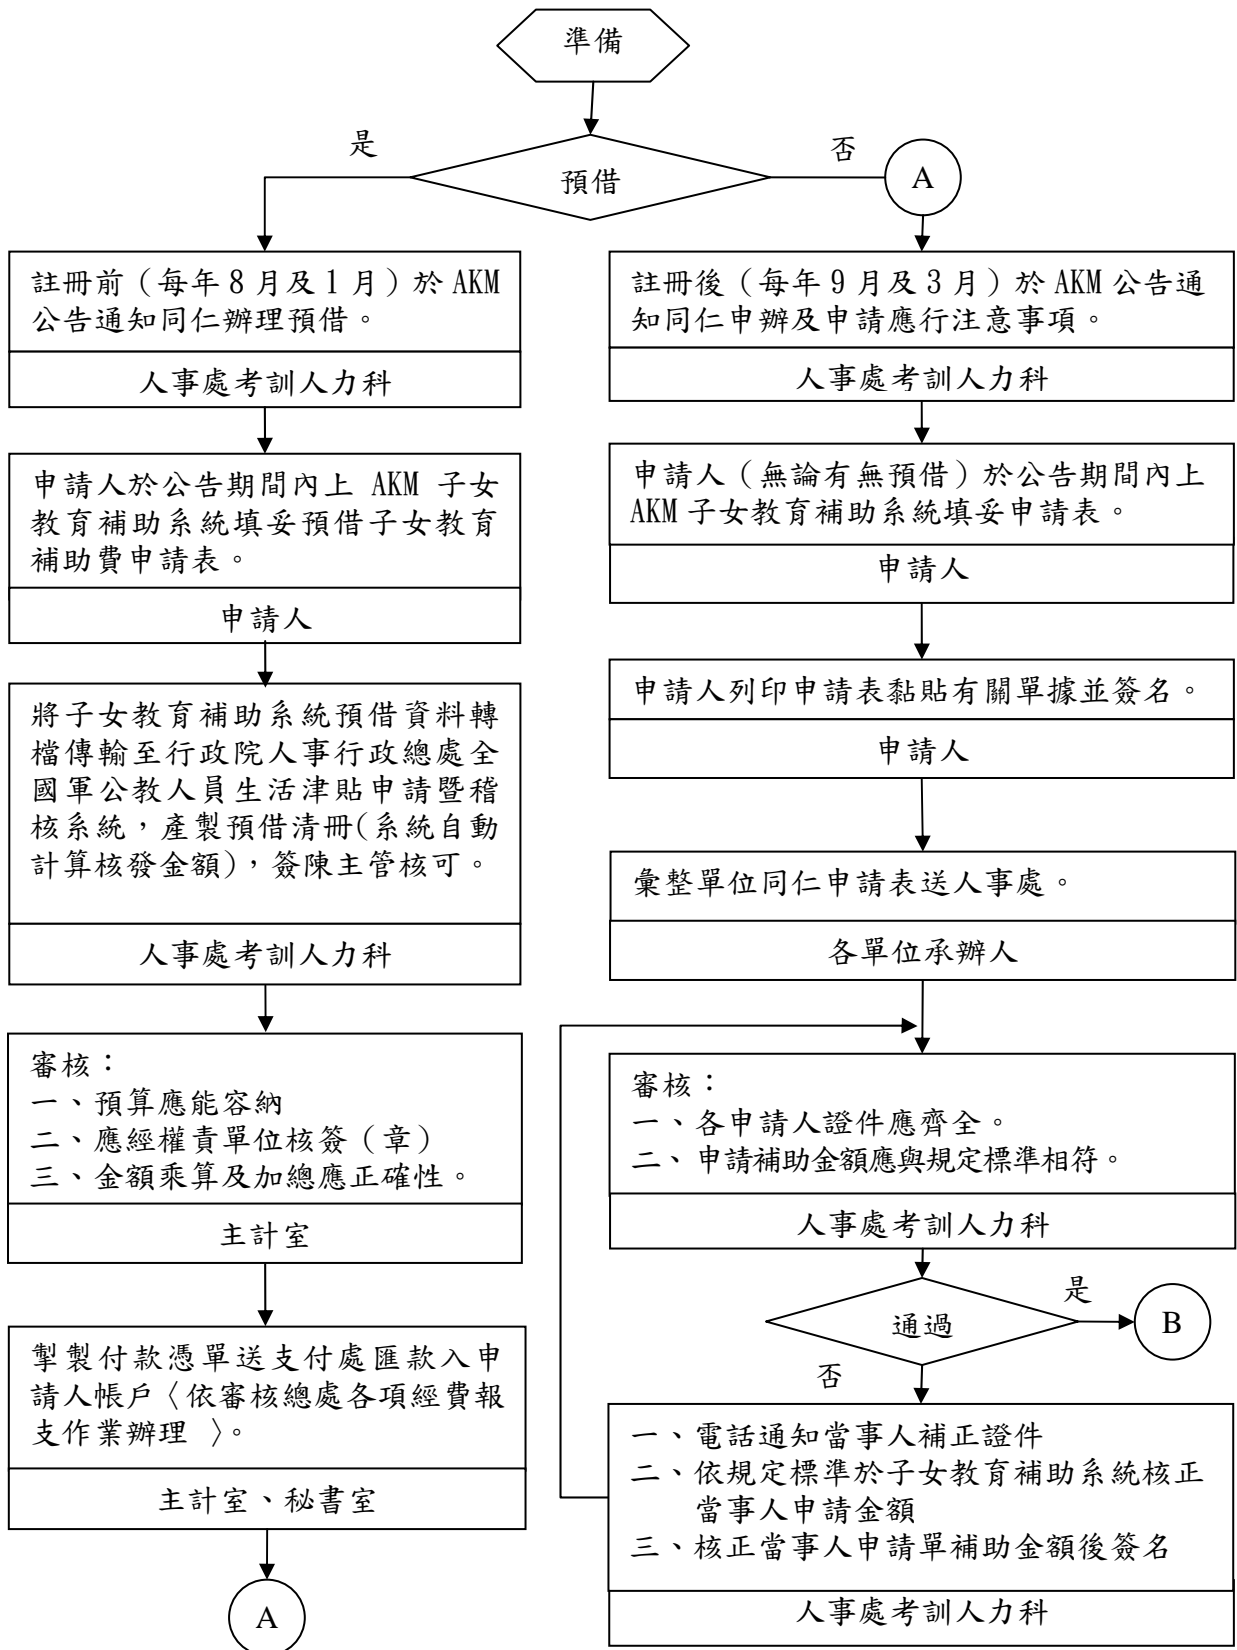 準備
是
預借
否
A
註冊前（每年8月及1月）於 AKM
公告通知同仁辦理預借。
人事處考訓人力科
申請人於公告期間內上 AKM 子女
教育補助系統填妥預借子女教育
補助費申請表。
申請人
將子女教育補助系統預借資料轉
檔傳輸至行政院人事行政總處全
國軍公教人員生活津貼申請暨稽
核系統，產製預借清冊(系統自動
計算核發金額)，簽陳主管核可。
人事處考訓人力科
審核：
一、預算應能容納
二、應經權責單位核簽（章）
三、金額乘算及加總應正確性。
主計室
掣製付款憑單送支付處匯款入申
請人帳戶〈依審核總處各項經費報
支作業辦理 〉。
主計室、秘書室
A
註冊後（每年9月及3月）於 AKM 公告通
知同仁申辦及申請應行注意事項。
人事處考訓人力科
申請人（無論有無預借）於公告期間內上
AKM 子女教育補助系統填妥申請表。
申請人
申請人列印申請表黏貼有關單據並簽名。
申請人
彙整單位同仁申請表送人事處。
各單位承辦人
審核：
一、各申請人證件應齊全。
二、申請補助金額應與規定標準相符。
人事處考訓人力科
通過
是
B
否
一、電話通知當事人補正證件
二、依規定標準於子女教育補助系統核正
當事人申請金額
三、核正當事人申請單補助金額後簽名
人事處考訓人力科